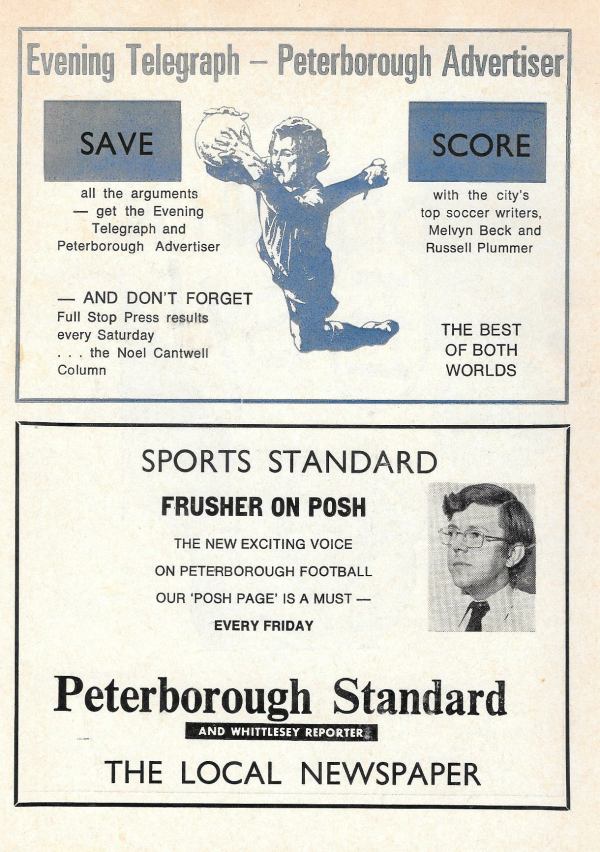 Evening Telegraph – Peterborough Advertiser
SAVE
all the arguments
— get the Evening
Telegraph and
Peterborough Advertiser
— AND DON'T FORGET
Full Stop Press results
every Saturday
. . . the Noel Cantwell
Column
SCORE
with the city's
top soccer writers,
Melvyn Beck and
Russell Plummer
THE BEST
OF BOTH
WORLDS
SPORTS STANDARD
FRUSHER ON POSH
THE NEW EXCITING VOICE
ON PETERBOROUGH FOOTBALL
OUR 'POSH PAGE' IS A MUST —
EVERY FRIDAY
Peterborough Standard
AND WHITTLESEY REPORTER
THE LOCAL NEWSPAPER